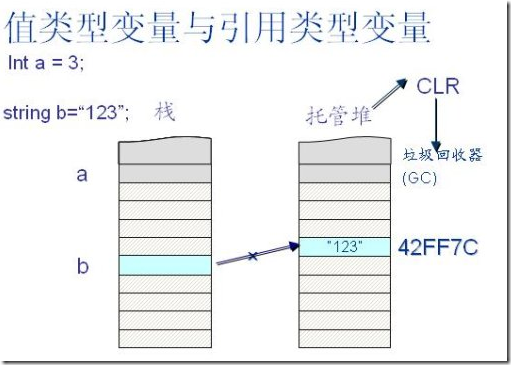 值类型变量与引用类型变量
Int a = 3;
string b=“123”;
栈
托管堆
CLR
垃圾回收器
(GC)
a
b
"123"
42FF7C